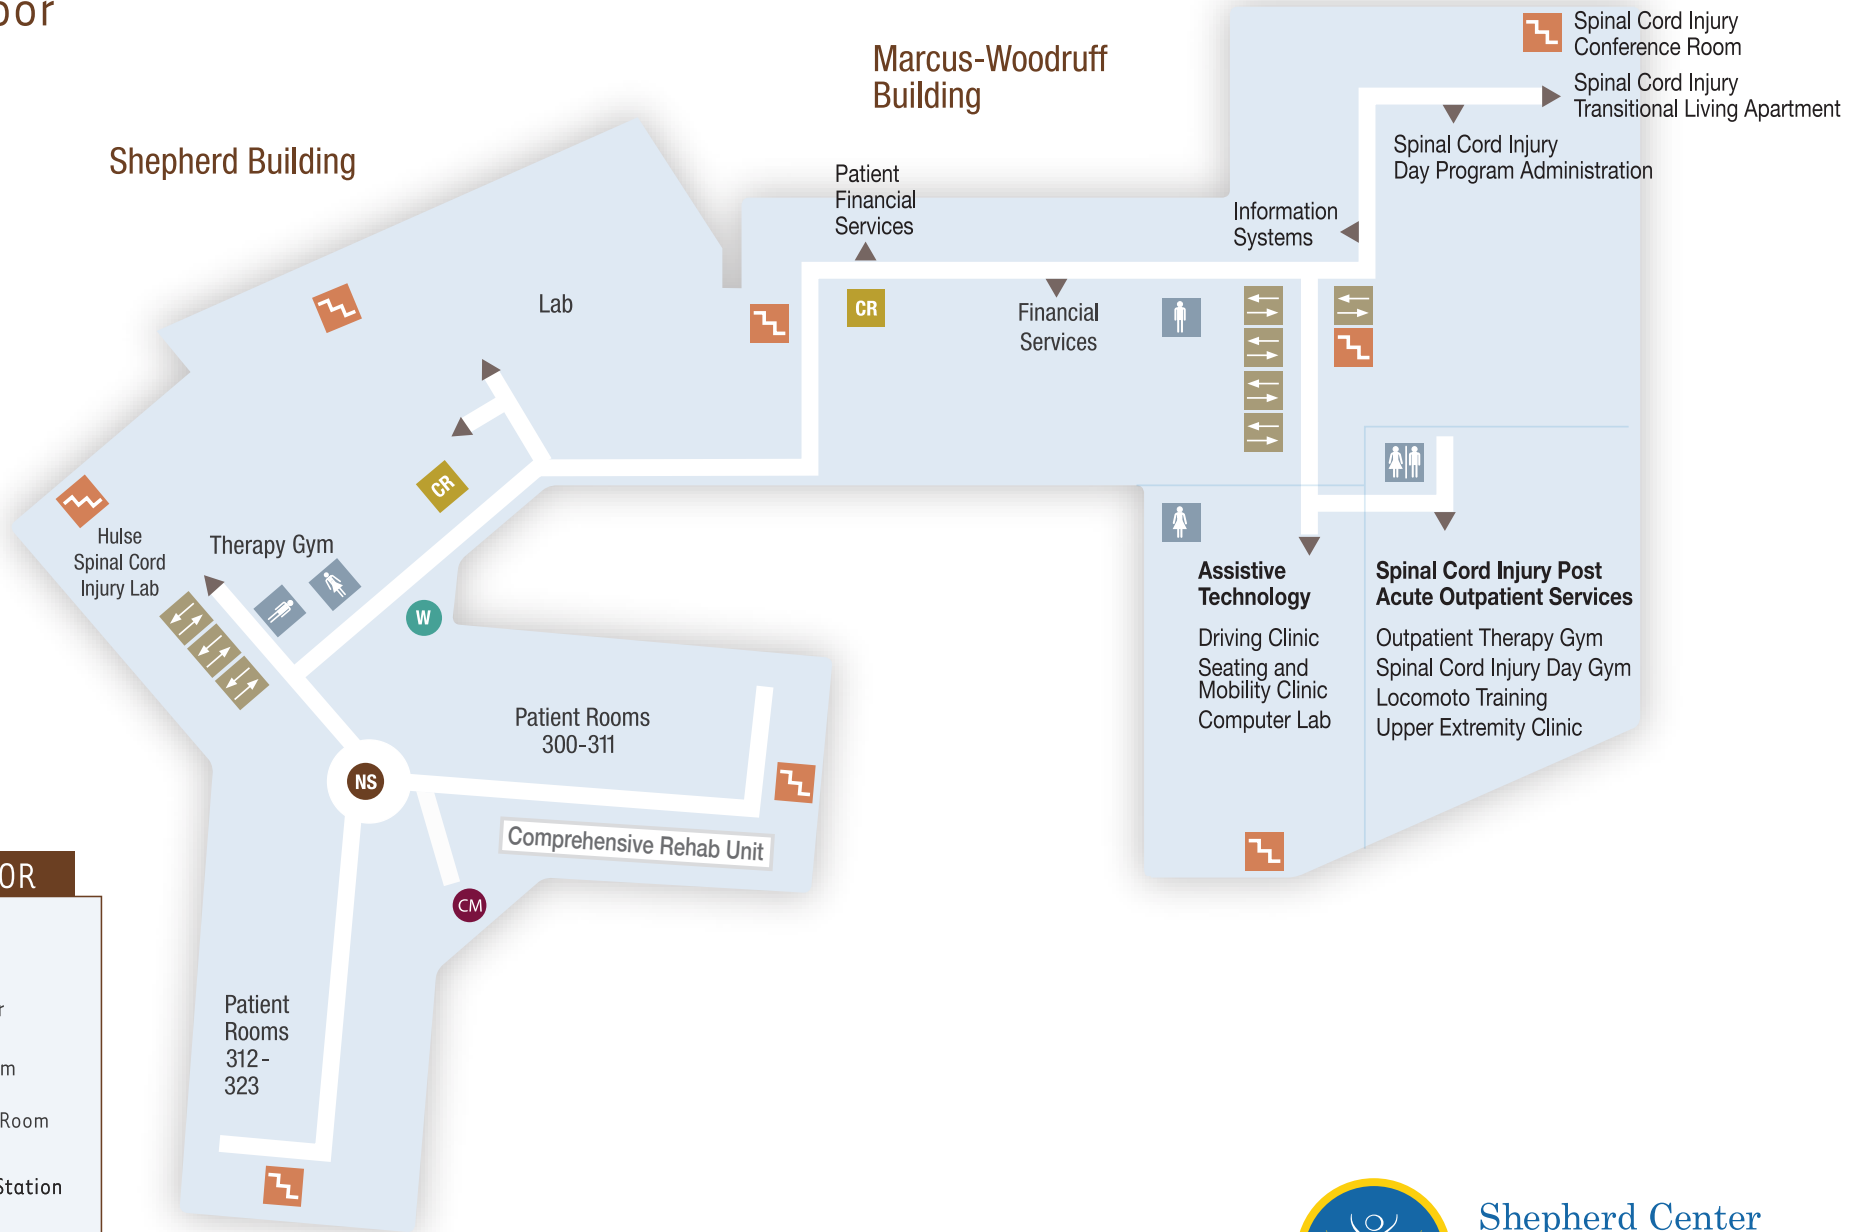 Spinal Cord Injury
Conference Room
Marcus-Woodruff
Building
Spinal Cord Injury
Transitional Living Apartment
Spinal Cord Injury
Day Program Administration
Shepherd Building
Patient
Financial
Services
Information
Systems
Lab
CR
Financial
Services
CR
Hulse
Spinal Cord
Injury Lab
Therapy Gym
W
Assistive
Technology
Driving Clinic
Seating and
Mobility Clinic
Computer Lab
Spinal Cord Injury Post
Acute Outpatient Services
Outpatient Therapy Gym
Spinal Cord Injury Day Gym
Locomoto Training
Upper Extremity Clinic
Patient Rooms
300-311
NS
Comprehensive Rehab Unit
CM
Patient
Rooms
312-
323
Room
Station
Shepherd Center